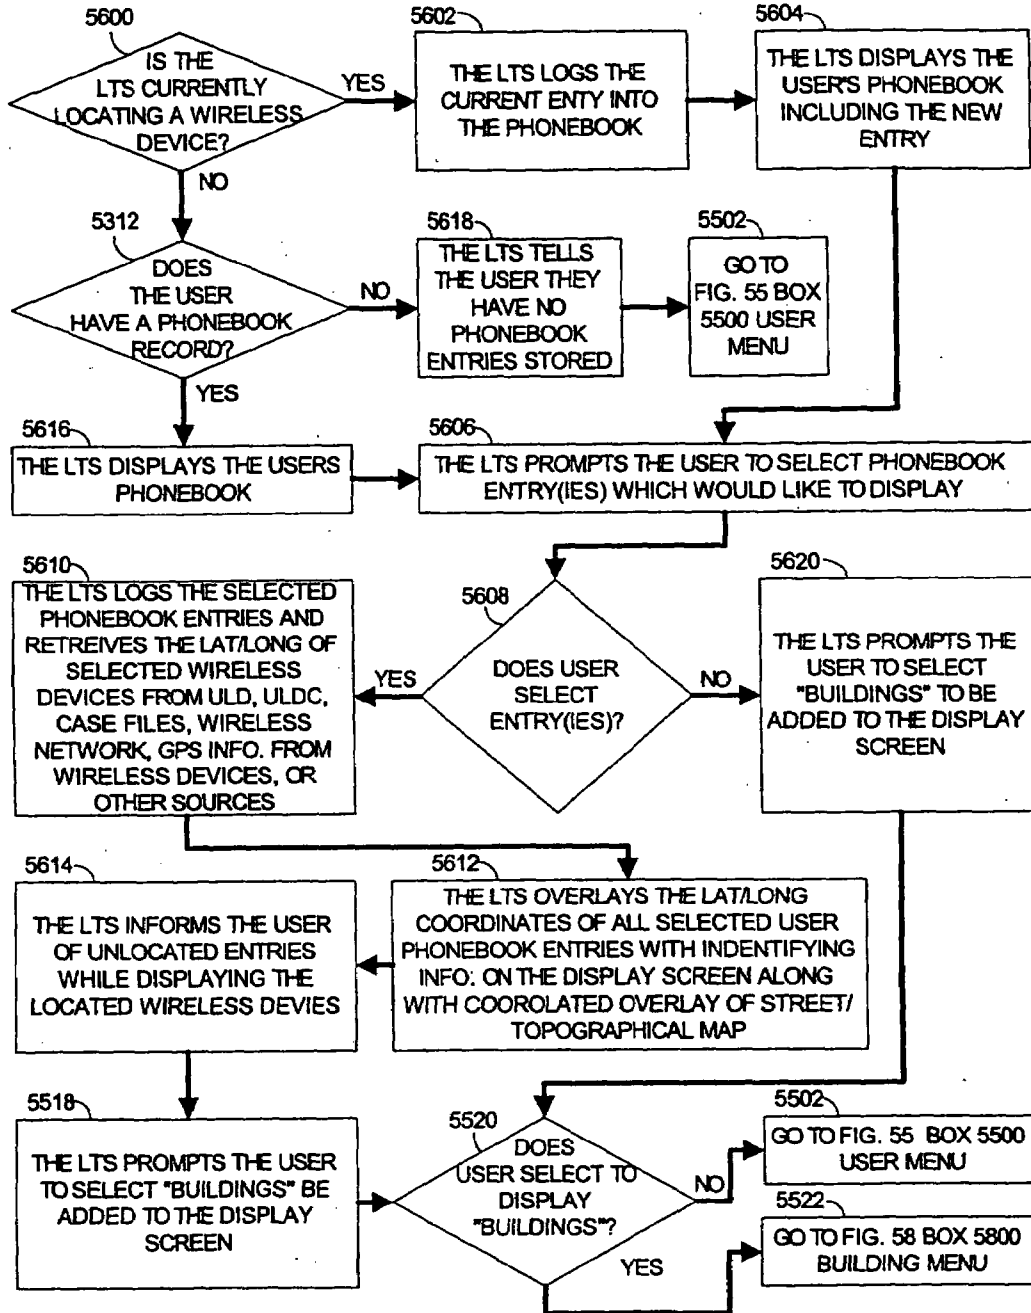 5600
IS THE
LTS CURRENTLY
LOCATING A WIRELESS
DEVICE?
YES
NO
5602
THE LTS LOGS THE
CURRENT ENTY INTO
THE PHONEBOOK
5604
THE LTS DISPLAYS THE
USER'S PHONEBOOK
INCLUDING THE NEW
ENTRY
5312
DOES
THE USER
HAVE A PHONEBOOK
RECORD?
NO
YES
5618
THE LTS TELLS
THE USER THEY
HAVE NO
PHONEBOOK
ENTRIES STORED
5502
GO TO
FIG. 55 BOX
5500 USER
MENU
5616
THE LTS DISPLAYS THE USERS
PHONEBOOK
5606
THE LTS PROMPTS THE USER TO SELECT PHONEBOOK
ENTRY(IES) WHICH WOULD LIKE TO DISPLAY
5610
THE LTS LOGS THE SELECTED
PHONEBOOK ENTRIES AND
RETREIVES THE LAT/LONG OF
SELECTED WIRELESS
DEVICES FROM ULD, ULDC,
CASE FILES, WIRELESS
NETWORK, GPS INFO. FROM
WIRELESS DEVICES, OR
OTHER SOURCES
5608
DOES USER
SELECT
ENTRY(IES)?
YES
NO
5620
THE LTS PROMPTS THE
USER TO SELECT
"BUILDINGS" TO BE
ADDED TO THE DISPLAY
SCREEN
5614
THE LTS INFORMS THE USER
OF UNLOCATED ENTRIES
WHILE DISPLAYING THE
LOCATED WIRELESS DEVIES
5612
THE LTS OVERLAYS THE LAT/LONG
COORDINATES OF ALL SELECTED USER
PHONEBOOK ENTRIES WITH INDENTIFYING
INFO. ON THE DISPLAY SCREEN ALONG
WITH COOROLATED OVERLAY OF STREET/
TOPOGRAPHICAL MAP
5518
THE LTS PROMPTS THE USER
TO SELECT "BUILDINGS" BE
ADDED TO THE DISPLAY
SCREEN
5520
DOES
USER SELECT TO
DISPLAY
"BUILDINGS"?
NO
YES
5502
GO TO FIG. 55 BOX 5500
USER MENU
5522
GO TO FIG. 58 BOX 5800
BUILDING MENU